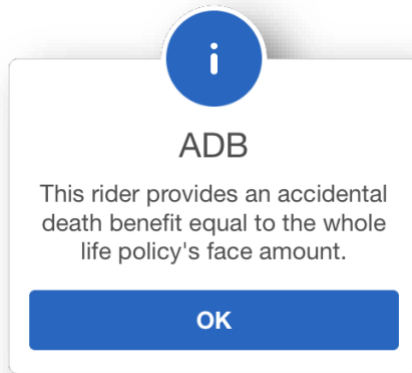 i
ADB
This rider provides an accidental
death benefit equal to the whole
life policy's face amount.
OK